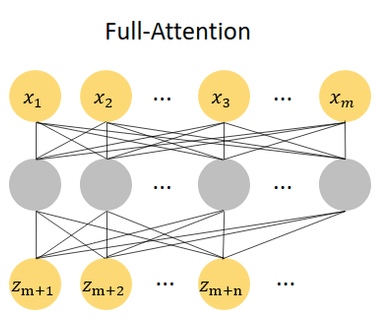 Full-Attention
x₁ x₂ ... x₃ ... xₘ
... ...
zₘ₊₁ zₘ₊₂ ... zₘ₊ₙ ...